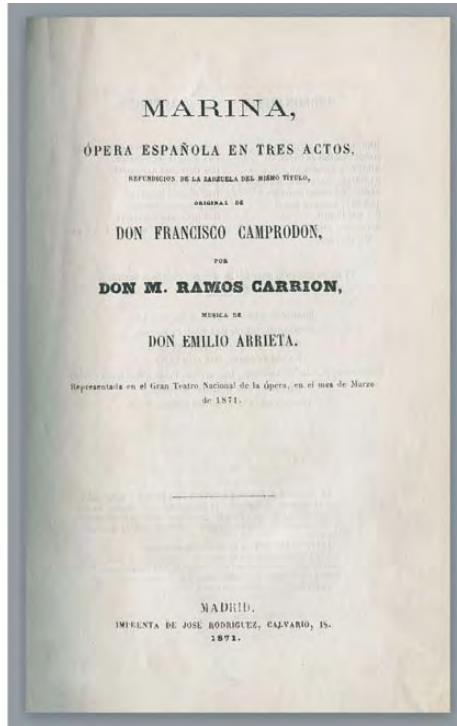 MARINA,
ÓPERA ESPAÑOLA EN TRES ACTOS,
REFUNDICION DE LA ZARZUELA DEL MISMO TÍTULO,
ORIGINAL DE
DON FRANCISCO CAMPRODON,
POR
DON M. RAMOS CARRION,
MUSICA DE
DON EMILIO ARRIETA.
Representada en el Gran Teatro Nacional de la ópera, en el mes de Marzo
de 1871.
MADRID.
IMPRENTA DE JOSÉ RODRIGUEZ, CALVARIO, 18.
1871.